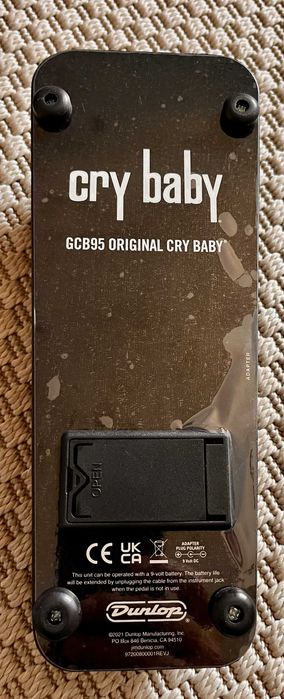 cry baby
GCB95 ORIGINAL CRY BABY™
ADAPTER
OPEN
CE UK CA
ADAPTER
PLUG POLARITY
9 Volt DC
This unit can be operated with a 9-volt battery. The battery life
will be extended by unplugging the cable from the instrument jack
when the pedal is not in use.
Dunlop
©2021 Dunlop Manufacturing, Inc.
PO Box 846 Benicia, CA 94510
jimdunlop.com
97200800001REVJ